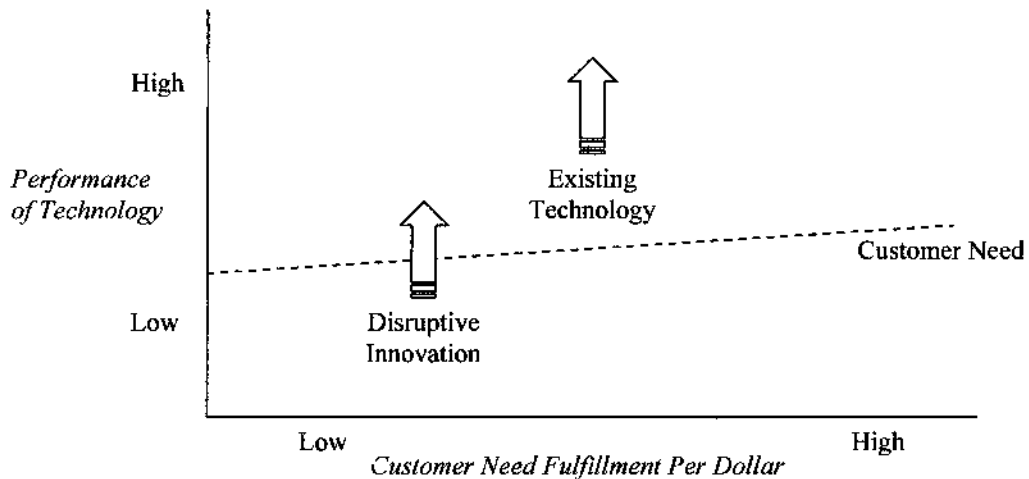 High
Performance
of Technology
Existing
Technology
Customer Need
Low
Disruptive
Innovation
Low
High
Customer Need Fulfillment Per Dollar